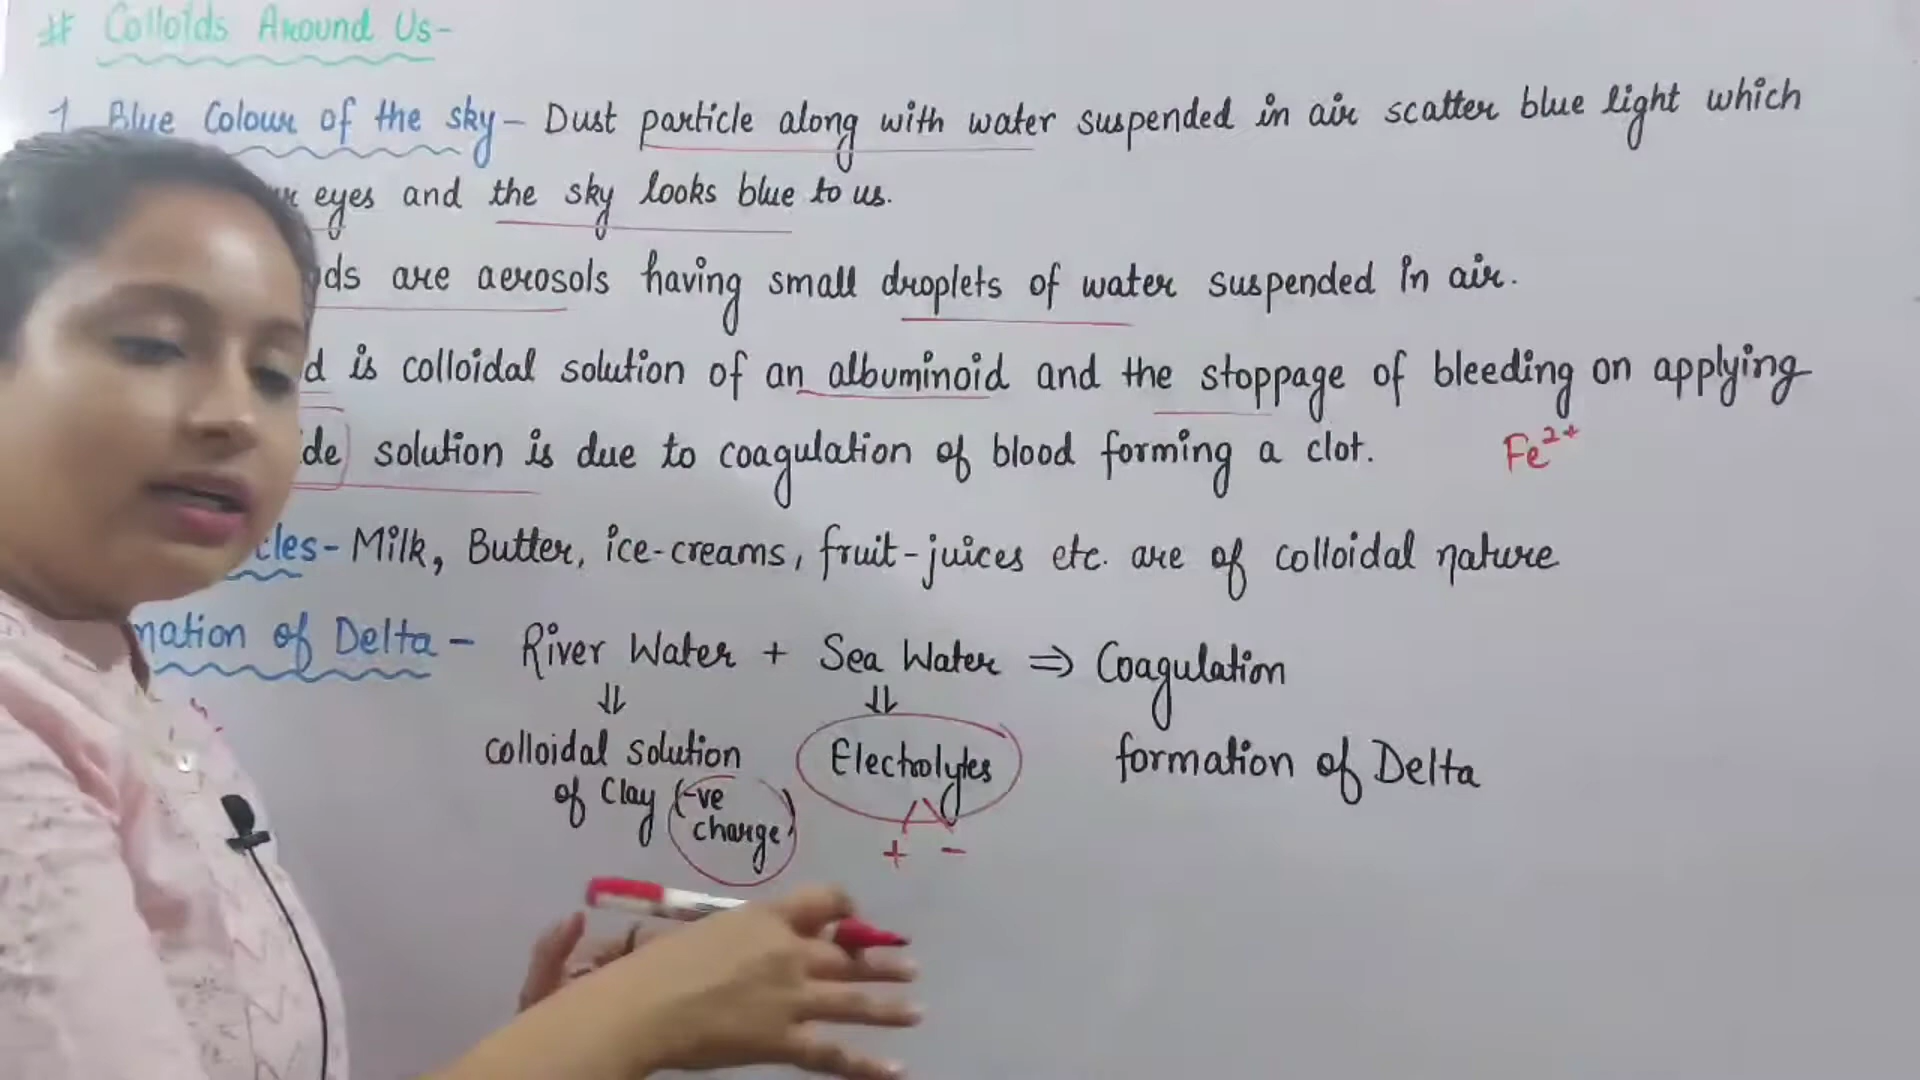 # Colloids Around Us-
1. Blue Colour of the sky - Dust particle along with water suspended in air scatter blue light which
eyes and the sky looks blue to us.
are aerosols having small droplets of water suspended in air.
is colloidal solution of an albuminoid and the stoppage of bleeding on applying
solution is due to coagulation of blood forming a clot. Fe²⁺
- Milk, Butter, ice-creams, fruit-juices etc. are of colloidal nature
of Delta - River Water + Sea Water ⇒ Coagulation
⇓ ⇓
colloidal solution Electrolytes formation of Delta
of Clay (-ve
charge)
+ -